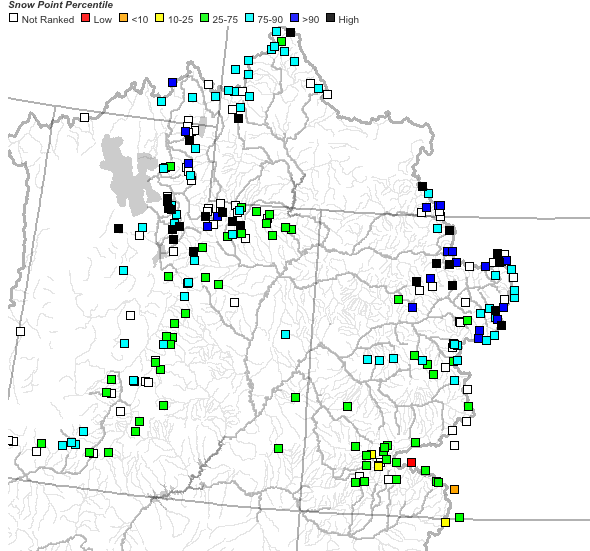 Snow Point Percentile
Not Ranked Low <10 10-25 25-75 75-90 >90 High